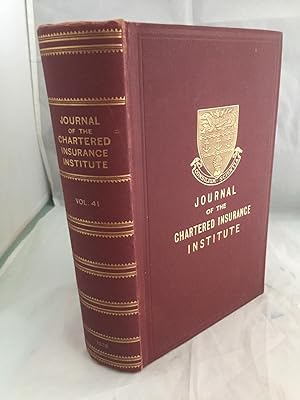 JOURNAL
OF THE
CHARTERED
INSURANCE
INSTITUTE
VOL. 41
JOURNAL
OF THE
CHARTERED INSURANCE
INSTITUTE